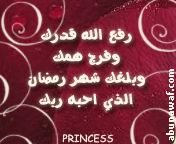 رفع الله قدرك
وفرج همك
وبلغك شهر رمضان
الذي احبه ربك
PRINCESS
abunawaf.com